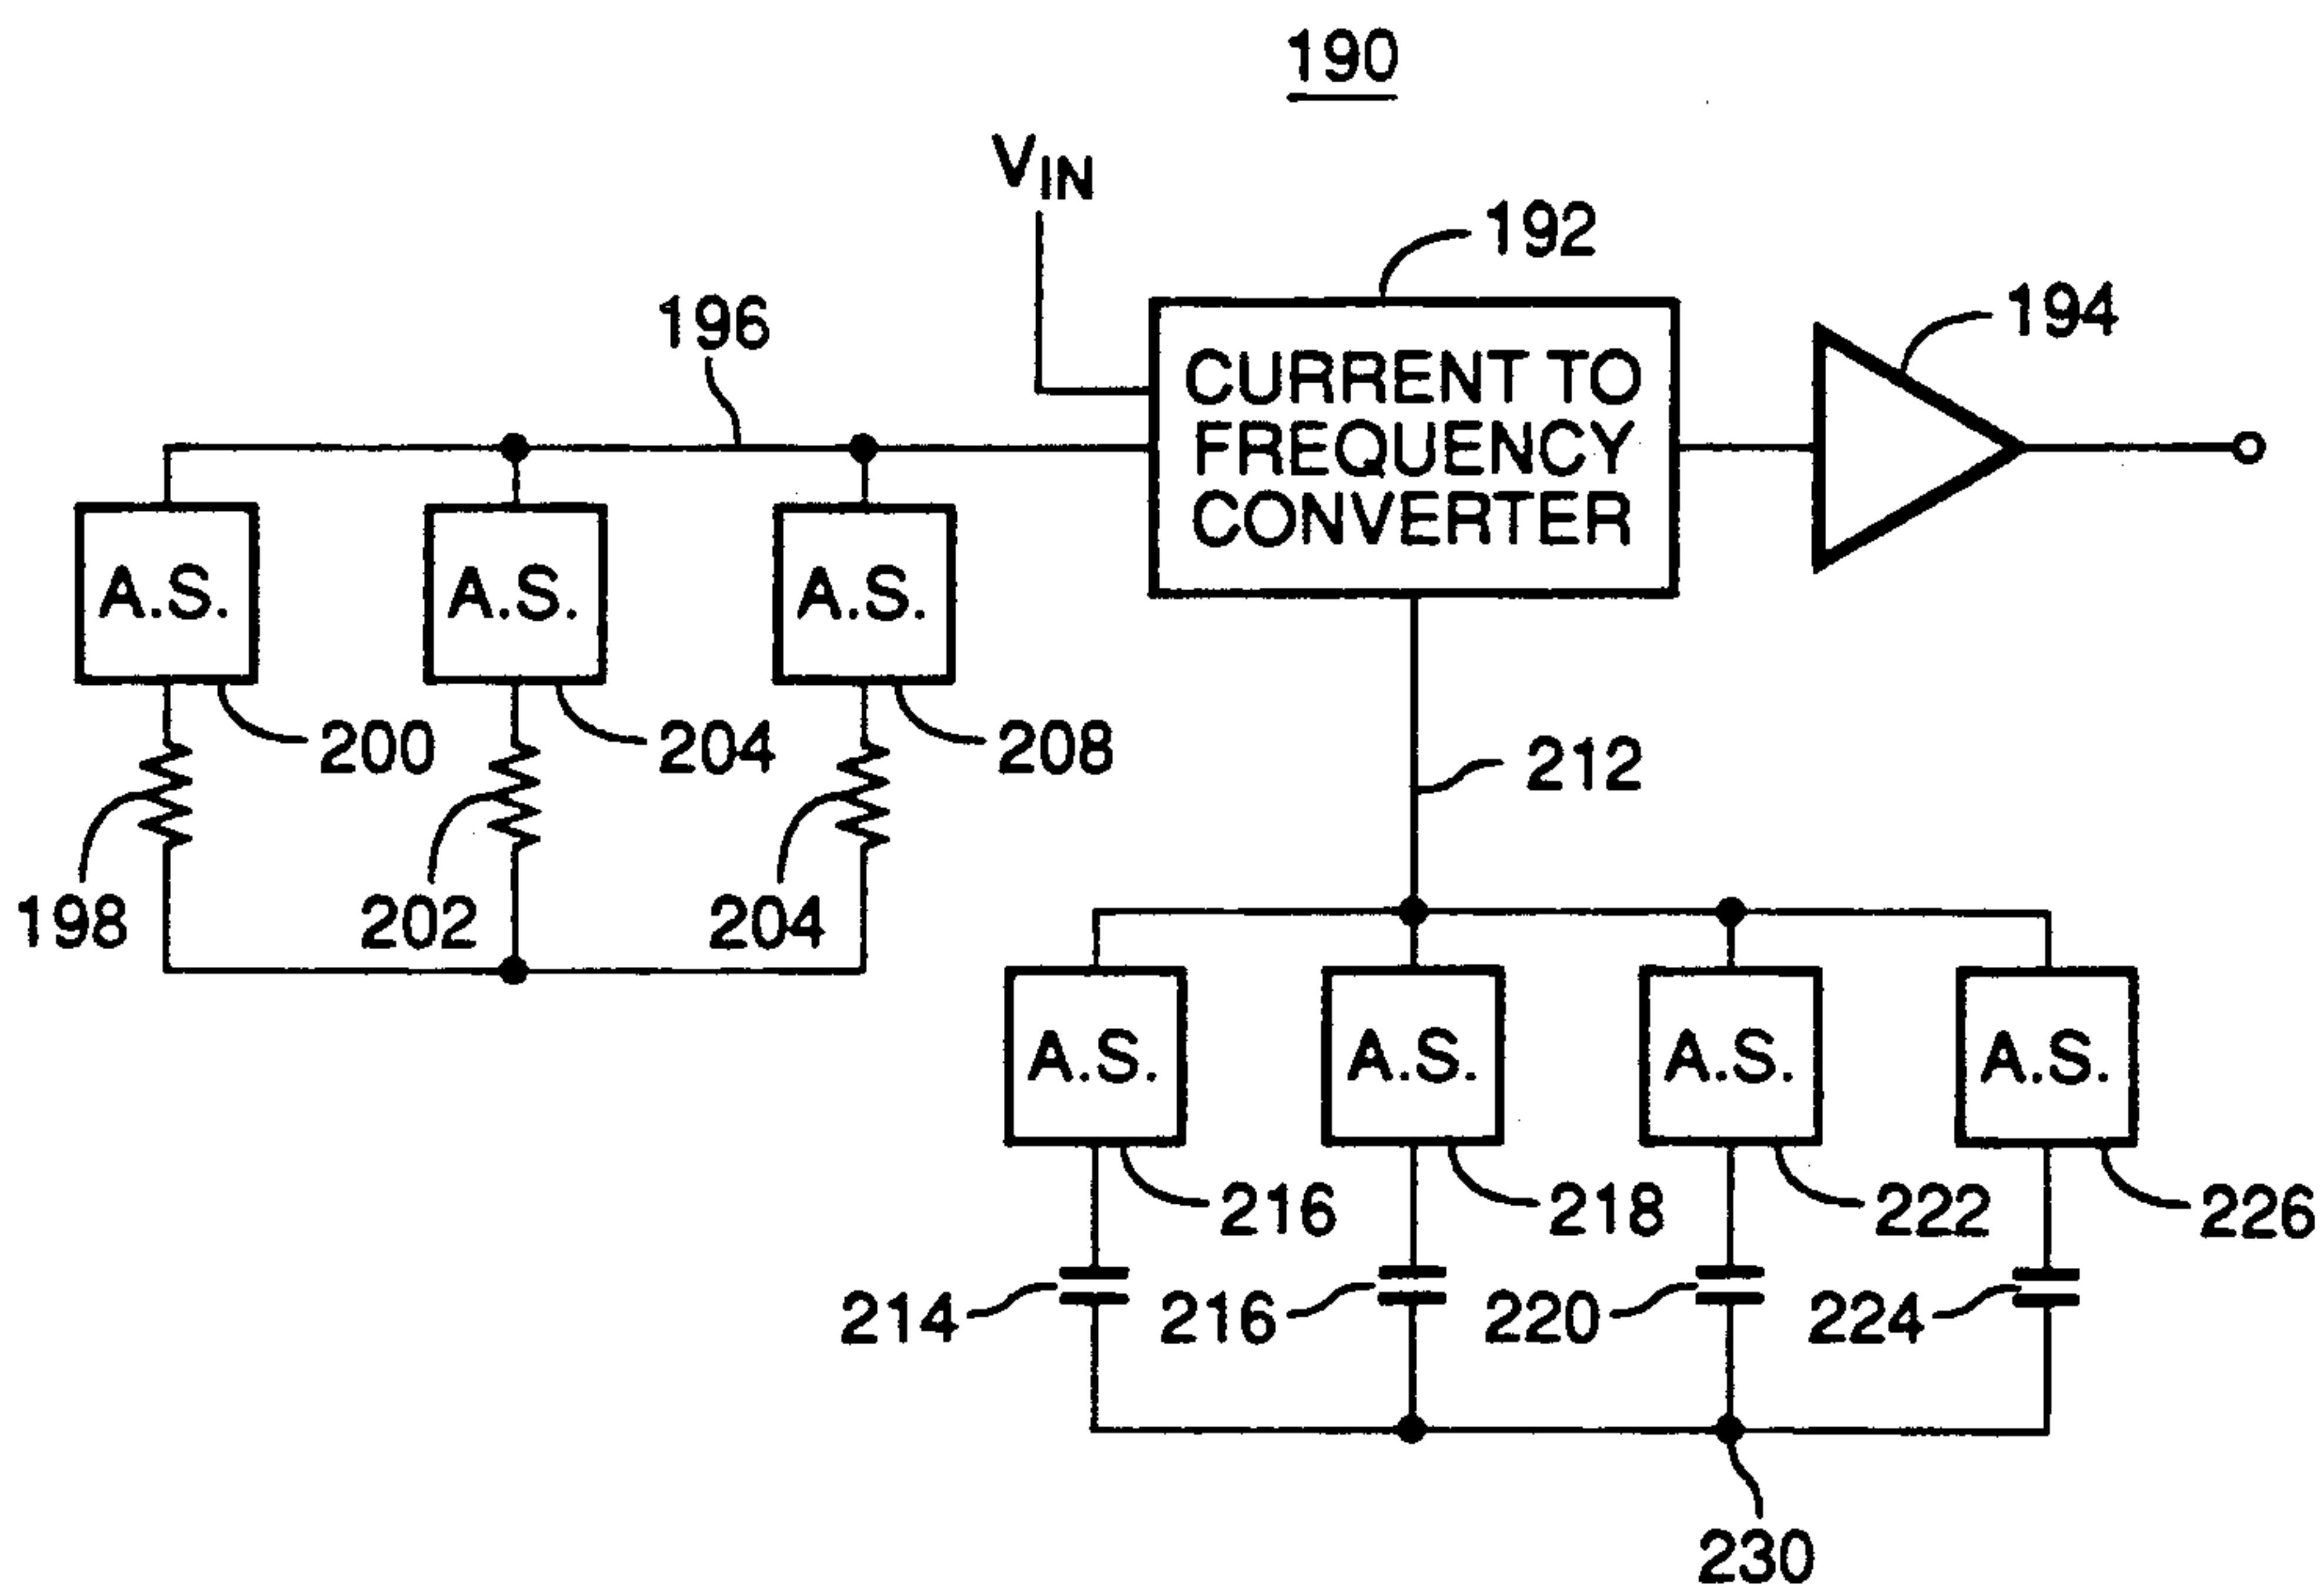 190
VIN
192
194
196
CURRENT TO
FREQUENCY
CONVERTER
A.S. A.S. A.S.
200 204 208
212
198 202 204
A.S. A.S. A.S. A.S.
216 218 222 226
214 216 220 224
230